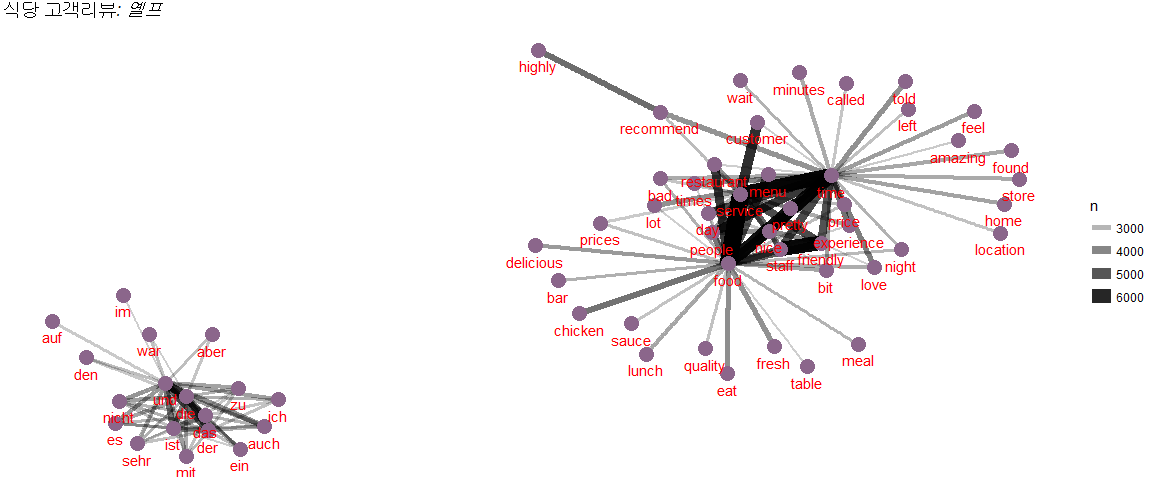 식당 고객리뷰: 옐프
highly
recommend
wait
minutes
called
told
left
customer
feel
amazing
found
store
home
location
restaurant
menu
time
bad
times
service
lot
day
pretty
price
prices
people
nice
experience
delicious
staff
friendly
night
food
bit
love
bar
chicken
sauce
lunch
quality
eat
fresh
table
meal
n
3000
4000
5000
6000
im
auf
war
aber
den
und
die
zu
ich
nicht
das
es
ist
der
auch
sehr
mit
ein